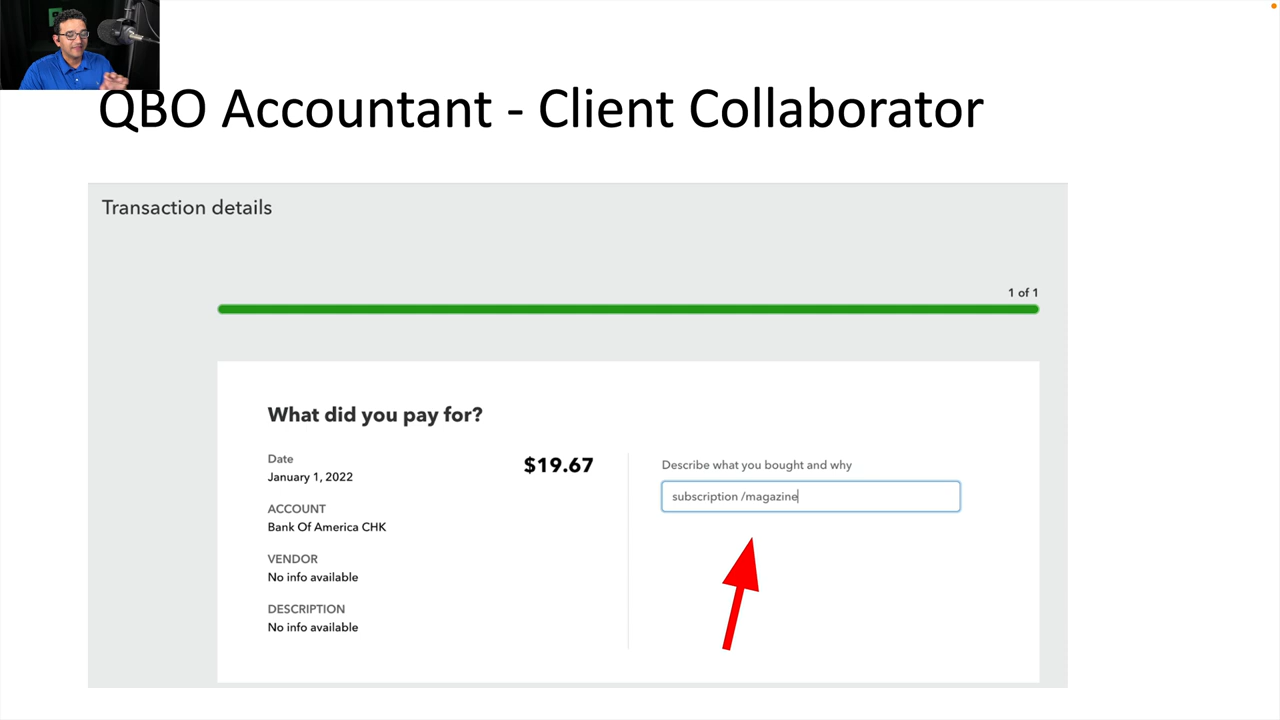 QBO Accountant - Client Collaborator
Transaction details
1 of 1
What did you pay for?
Date
January 1, 2022
$19.67
ACCOUNT
Bank Of America CHK
VENDOR
No info available
DESCRIPTION
No info available
Describe what you bought and why
subscription /magazine